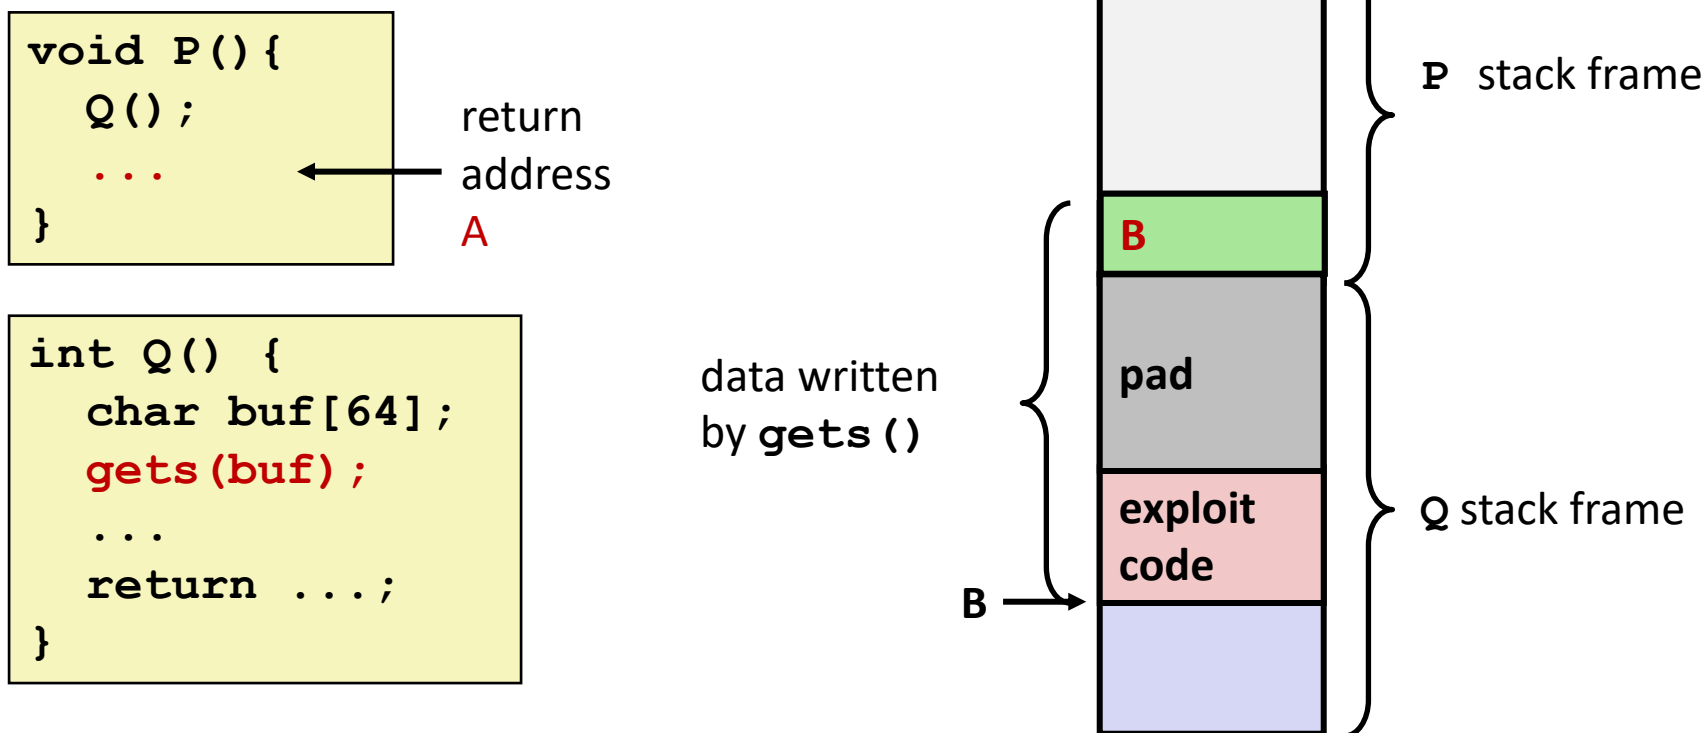 void P(){
  Q();
  ...
}
return
address
A
int Q() {
  char buf[64];
  gets(buf);
  ...
  return ...;
}
P stack frame
B
data written
by gets()
pad
exploit
code
B
Q stack frame